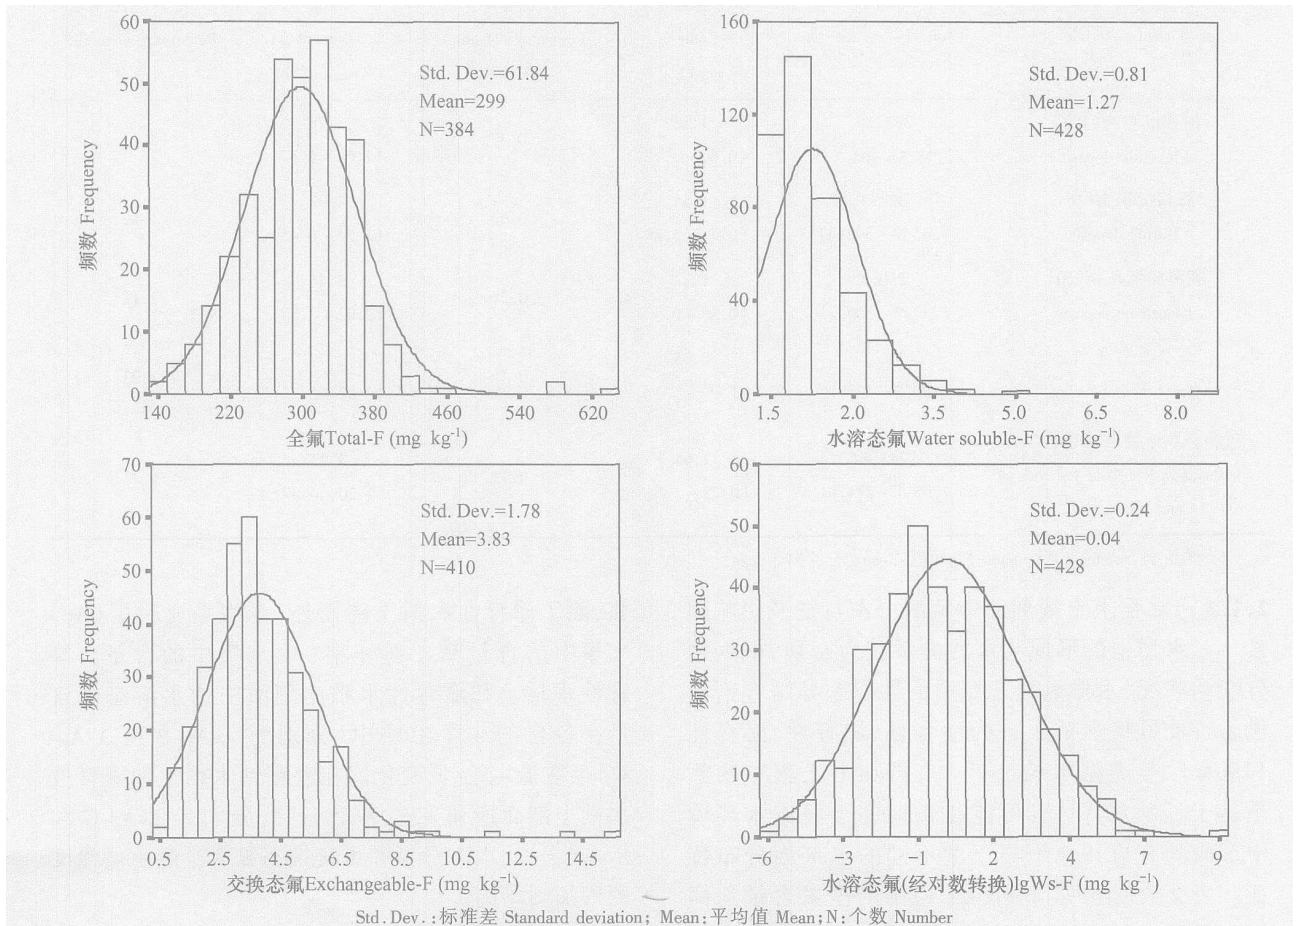 60
50
40
30
20
10
0
频数 Frequency
Std. Dev.=61.84
Mean=299
N=384
140 220 300 380 460 540 620
全氟Total-F (mg kg⁻¹)
160
120
80
40
0
频数 Frequency
Std. Dev.=0.81
Mean=1.27
N=428
1.5 2.0 3.5 5.0 6.5 8.0
水溶态氟Water soluble-F (mg kg⁻¹)
70
60
50
40
30
20
10
0
频数 Frequency
Std. Dev.=1.78
Mean=3.83
N=410
0.5 2.5 4.5 6.5 8.5 10.5 12.5 14.5
交换态氟Exchangeable-F (mg kg⁻¹)
60
50
40
30
20
10
0
频数 Frequency
Std. Dev.=0.24
Mean=0.04
N=428
−6 −3 −1 2 4 7 9
水溶态氟(经对数转换)lgWs-F (mg kg⁻¹)
Std. Dev. :标准差 Standard deviation; Mean:平均值 Mean;N:个数 Number